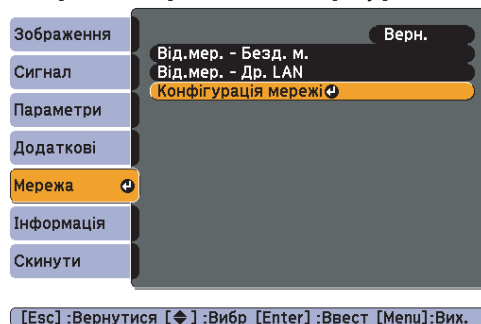 Зображення
Сигнал
Параметри
Додаткові
Мережа
Інформація
Скинути
Верн.
Від.мер. - Безд. м.
Від.мер. - Др. LAN
Конфігурація мережі
[Esc] :Вернутися [◆] :Вибр [Enter] :Ввест [Menu]:Вих.